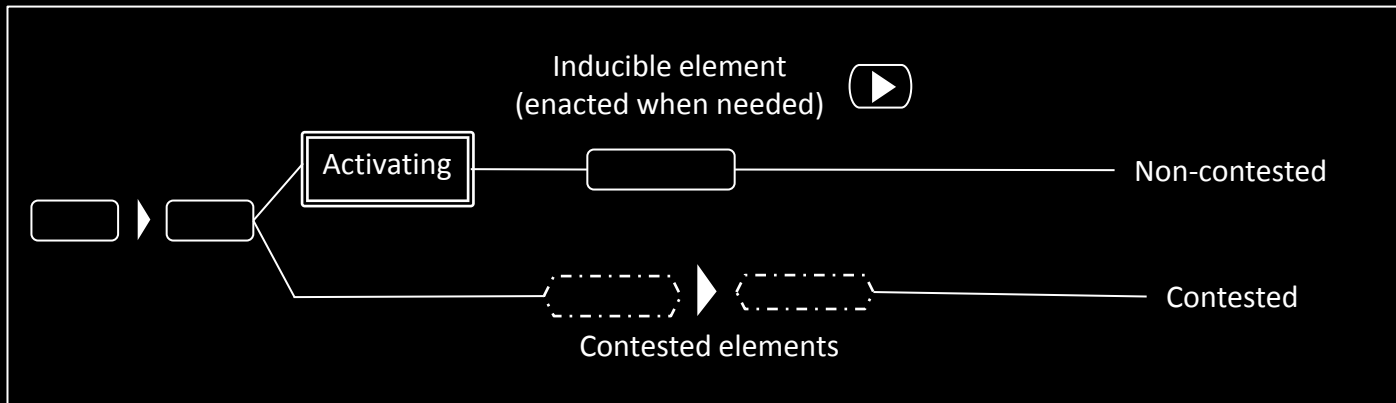 Inducible element
(enacted when needed)
Activating
Non-contested
Contested
Contested elements